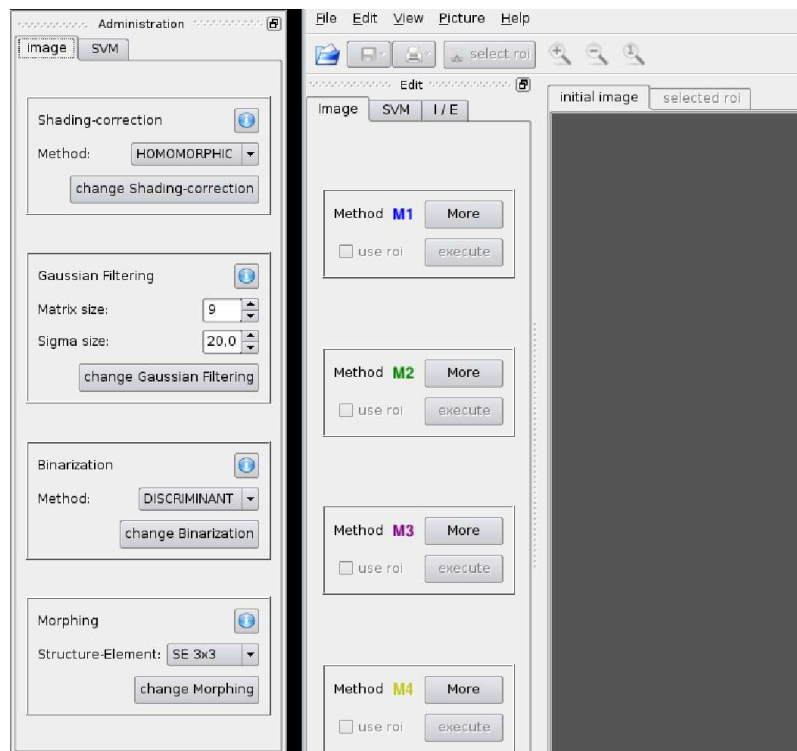 Administration
image SVM
Shading-correction
Method: HOMOMORPHIC
change Shading-correction
Gaussian Filtering
Matrix size: 9
Sigma size: 20,0
change Gaussian Filtering
Binarization
Method: DISCRIMINANT
change Binarization
Morphing
Structure-Element: SE 3x3
change Morphing
File Edit View Picture Help
select roi
Edit
Image SVM I / E
Method M1 More
use roi execute
Method M2 More
use roi execute
Method M3 More
use roi execute
Method M4 More
use roi execute
initial image selected roi